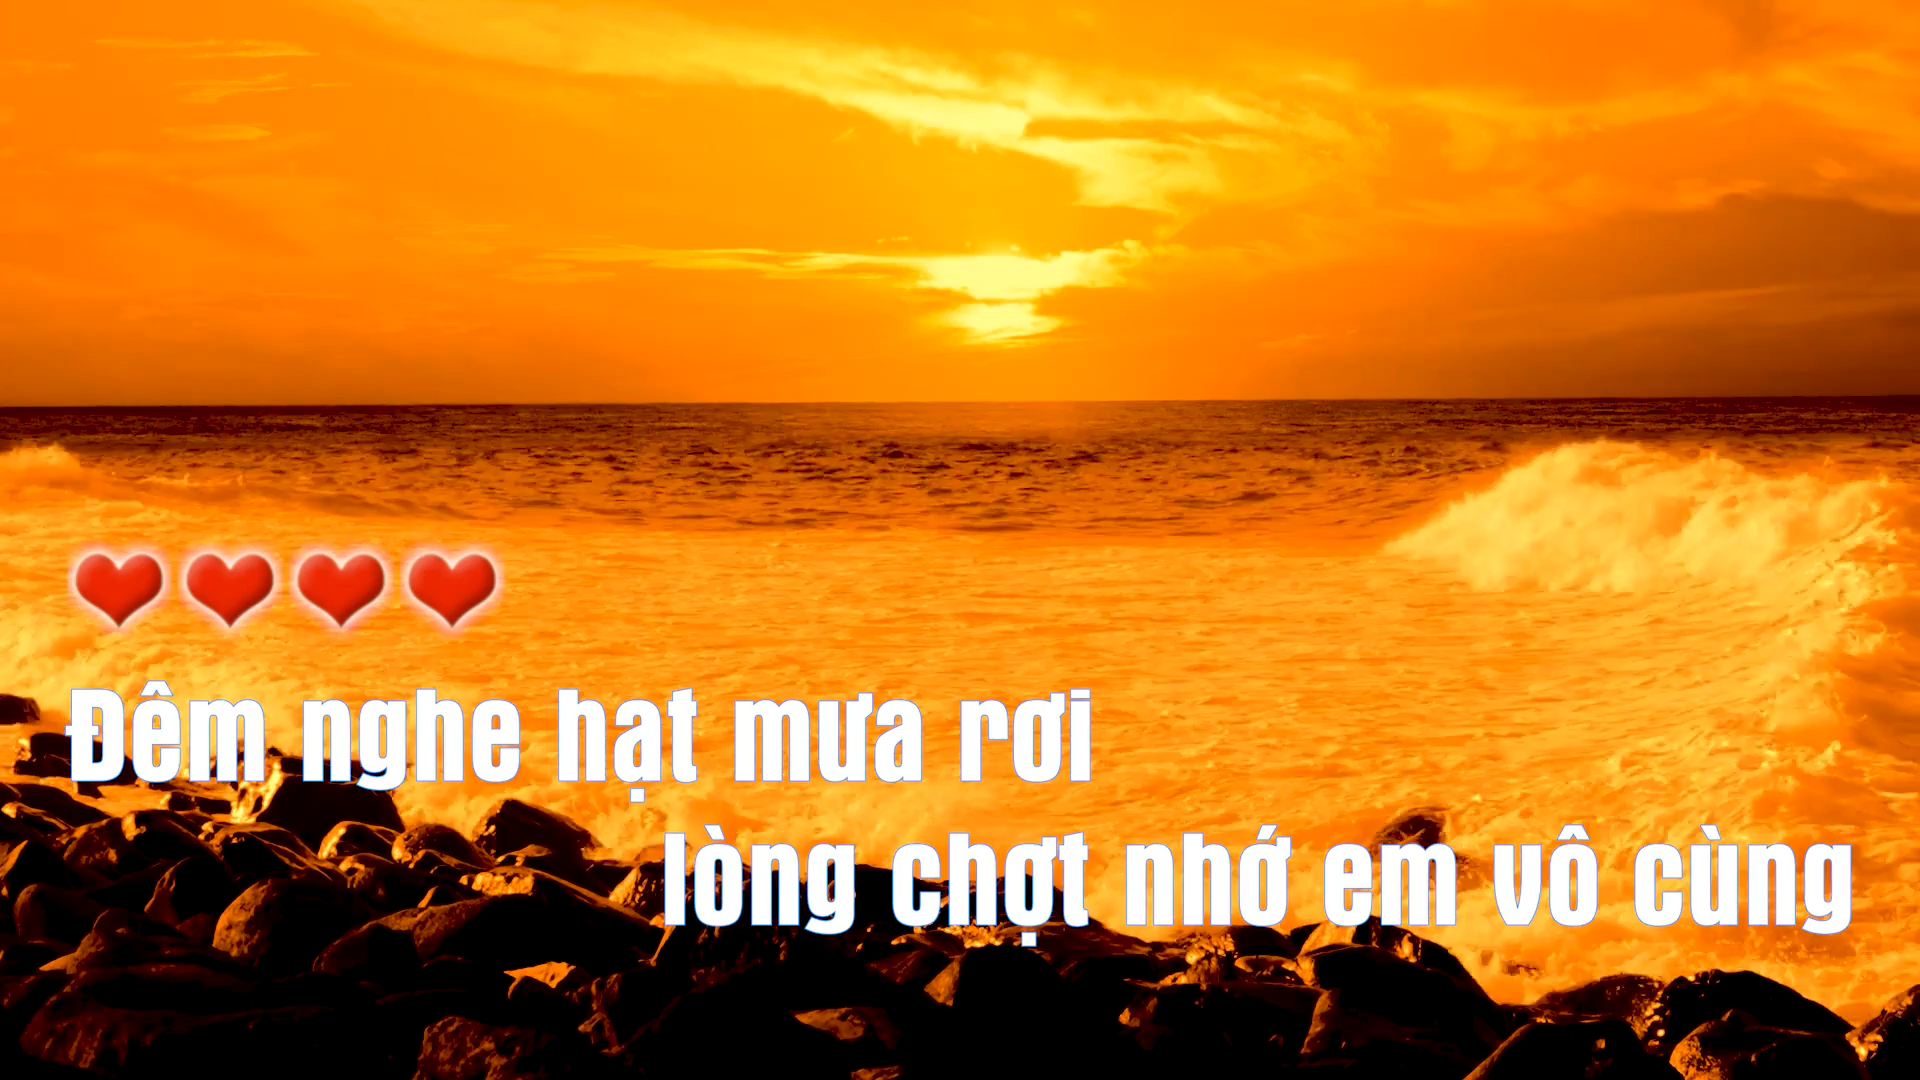 Đêm nghe hạt mưa rơi
lòng chợt nhớ em vô cùng